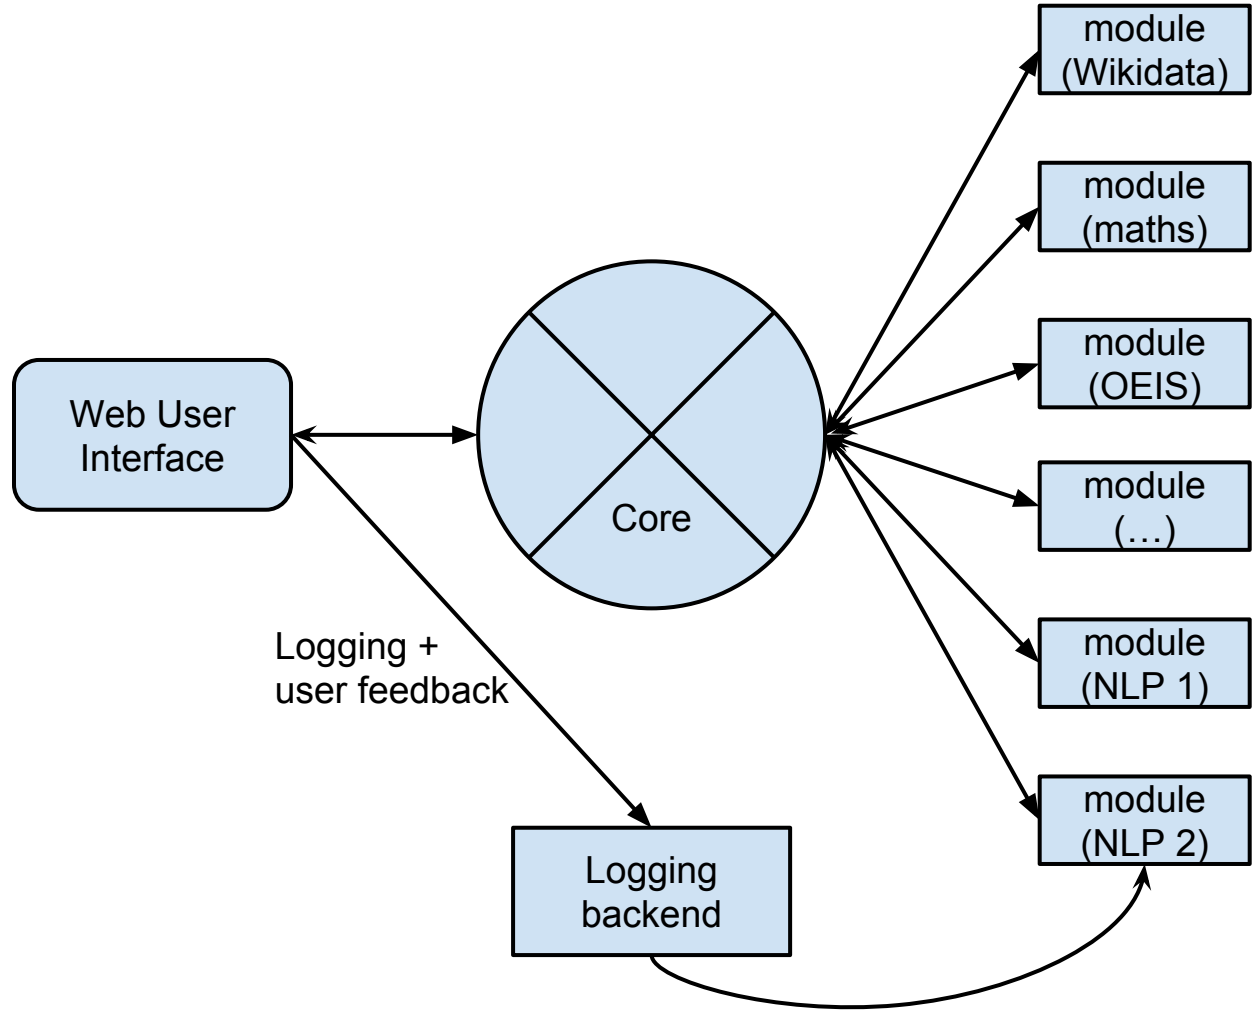 module
(Wikidata)
module
(maths)
module
(OEIS)
Web User
Interface
module
(…)
Core
Logging +
user feedback
module
(NLP 1)
module
(NLP 2)
Logging
backend